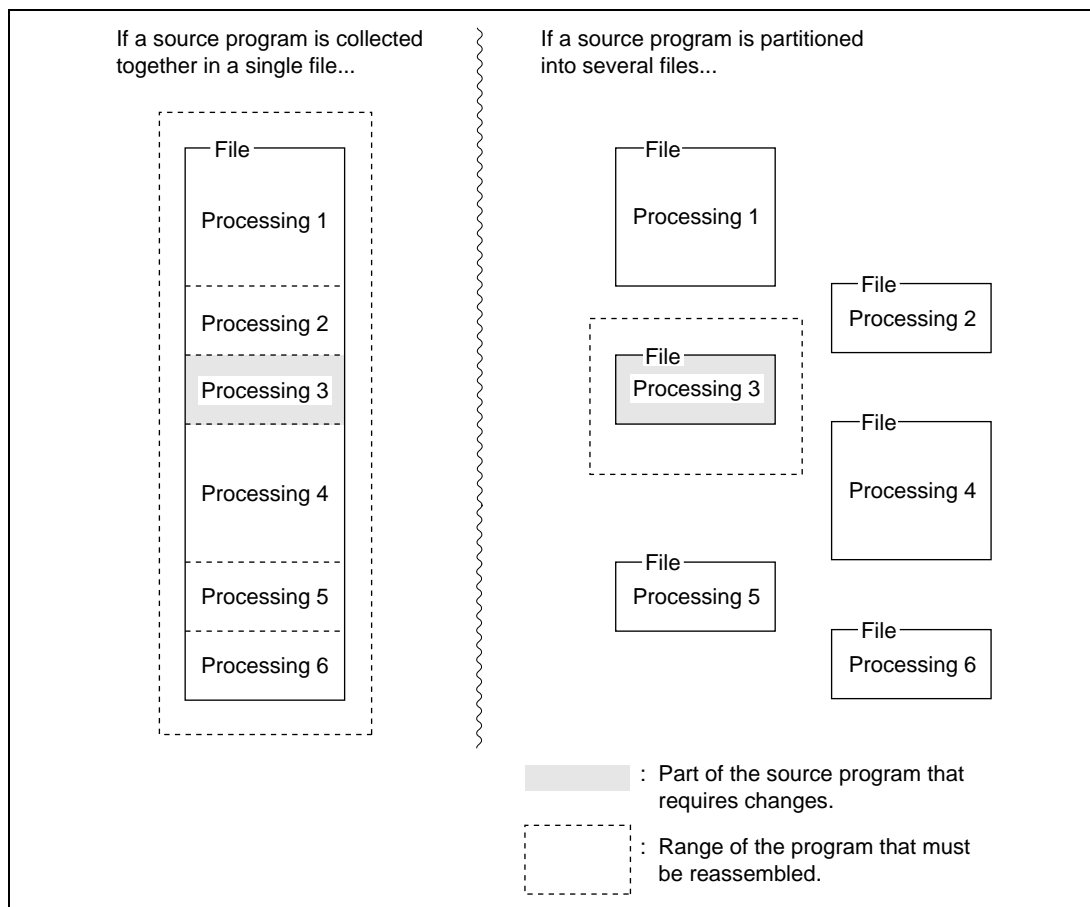 If a source program is collected
together in a single file...
File
Processing 1
Processing 2
Processing 3
Processing 4
Processing 5
Processing 6
If a source program is partitioned
into several files...
File
Processing 1
File
Processing 2
File
Processing 3
File
Processing 4
File
Processing 5
File
Processing 6
: Part of the source program that
requires changes.
: Range of the program that must
be reassembled.